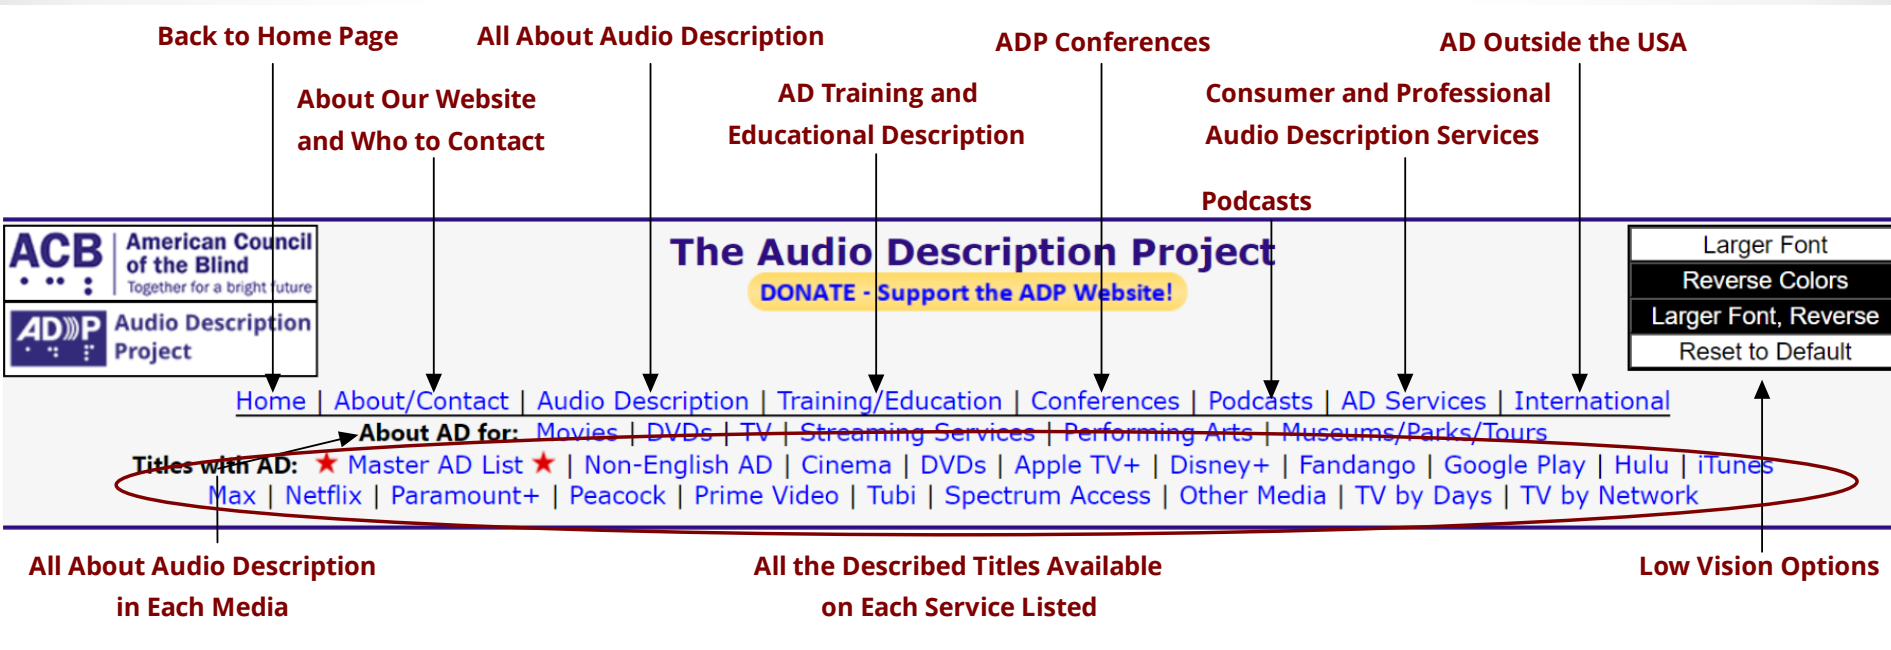 Back to Home Page
All About Audio Description
ADP Conferences
AD Outside the USA
About Our Website
and Who to Contact
AD Training and
Educational Description
Consumer and Professional
Audio Description Services
Podcasts
ACB
American Council
of the Blind
Together for a bright future
ADP
Audio Description
Project
The Audio Description Project
DONATE - Support the ADP Website!
Larger Font
Reverse Colors
Larger Font, Reverse
Reset to Default
Home | About/Contact | Audio Description | Training/Education | Conferences | Podcasts | AD Services | International
About AD for: Movies | DVDs | TV | Streaming Services | Performing Arts | Museums/Parks/Tours
Titles with AD: ★ Master AD List ★ | Non-English AD | Cinema | DVDs | Apple TV+ | Disney+ | Fandango | Google Play | Hulu | iTunes
Max | Netflix | Paramount+ | Peacock | Prime Video | Tubi | Spectrum Access | Other Media | TV by Days | TV by Network
All About Audio Description
in Each Media
All the Described Titles Available
on Each Service Listed
Low Vision Options